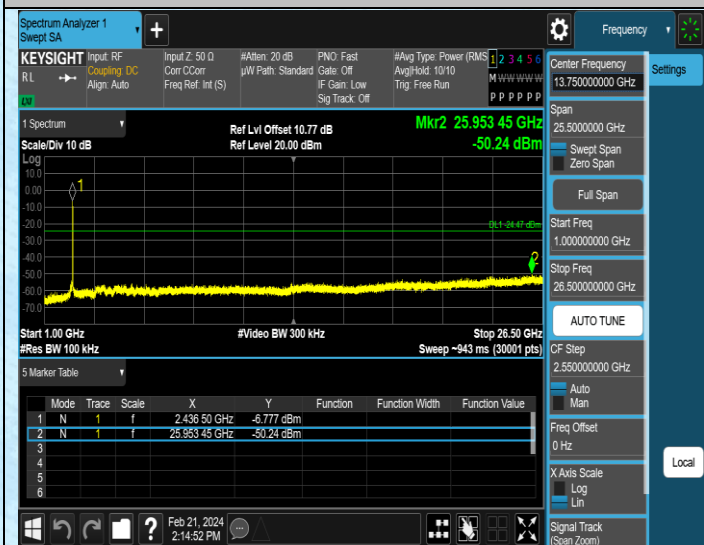 Spectrum Analyzer 1
Swept SA
Frequency
KEYSIGHT
R L
LXI
Input: RF
Coupling: DC
Align: Auto
Input Z: 50 Ω
Corr CCorr
Freq Ref: Int (S)
#Atten: 20 dB
µW Path: Standard
PNO: Fast
Gate: Off
IF Gain: Low
Sig Track: Off
#Avg Type: Power (RMS
Avg|Hold: 10/10
Trig: Free Run
1 2 3 4 5 6
M W W W W W
P P P P P P
1 Spectrum
Scale/Div 10 dB
Ref Lvl Offset 10.77 dB
Ref Level 20.00 dBm
Mkr2 25.953 45 GHz
-50.24 dBm
Log
10.0
0.00
-10.0
-20.0
-30.0
-40.0
-50.0
-60.0
-70.0
1
2
DL1 -24.47 dBm
Start 1.00 GHz
#Video BW 300 kHz
Stop 26.50 GHz
#Res BW 100 kHz
Sweep ~943 ms (30001 pts)
5 Marker Table
Mode Trace Scale X Y Function Function Width Function Value
1 N 1 f 2.436 50 GHz -6.777 dBm
2 N 1 f 25.953 45 GHz -50.24 dBm
3
4
5
6
Feb 21, 2024
2:14:52 PM
Center Frequency
13.750000000 GHz
Settings
Span
25.5000000 GHz
Swept Span
Zero Span
Full Span
Start Freq
1.000000000 GHz
Stop Freq
26.500000000 GHz
AUTO TUNE
CF Step
2.550000000 GHz
Auto
Man
Freq Offset
0 Hz
X Axis Scale
Log
Lin
Signal Track
(Span Zoom)
Local